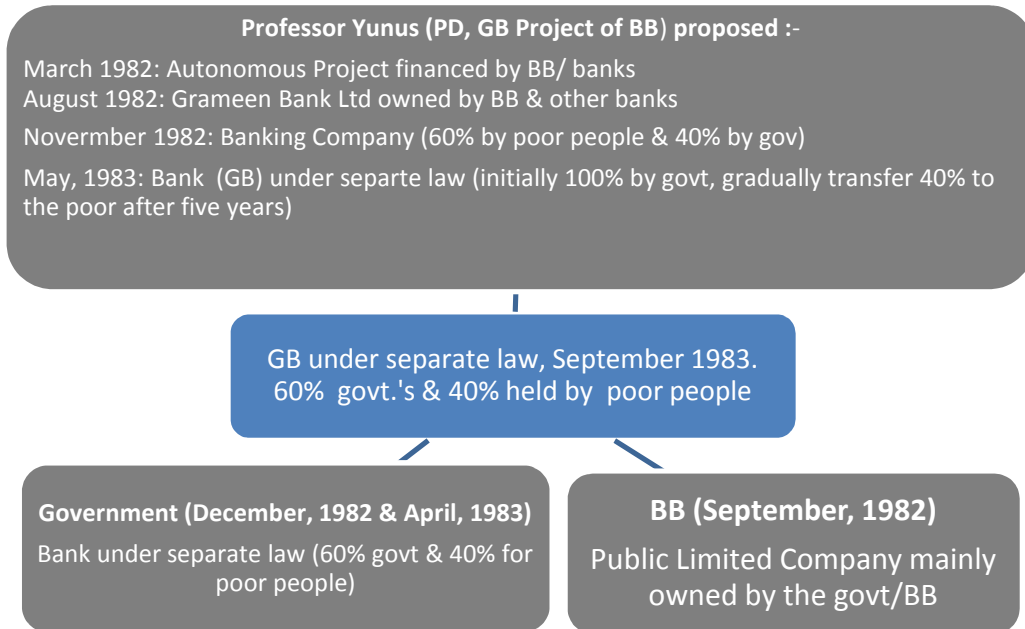 Professor Yunus (PD, GB Project of BB) proposed :-
March 1982: Autonomous Project financed by BB/ banks
August 1982: Grameen Bank Ltd owned by BB & other banks
Novermber 1982: Banking Company (60% by poor people & 40% by gov)
May, 1983: Bank (GB) under separte law (initially 100% by govt, gradually transfer 40% to
the poor after five years)
GB under separate law, September 1983.
60% govt.'s & 40% held by poor people
Government (December, 1982 & April, 1983)
Bank under separate law (60% govt & 40% for
poor people)
BB (September, 1982)
Public Limited Company mainly
owned by the govt/BB